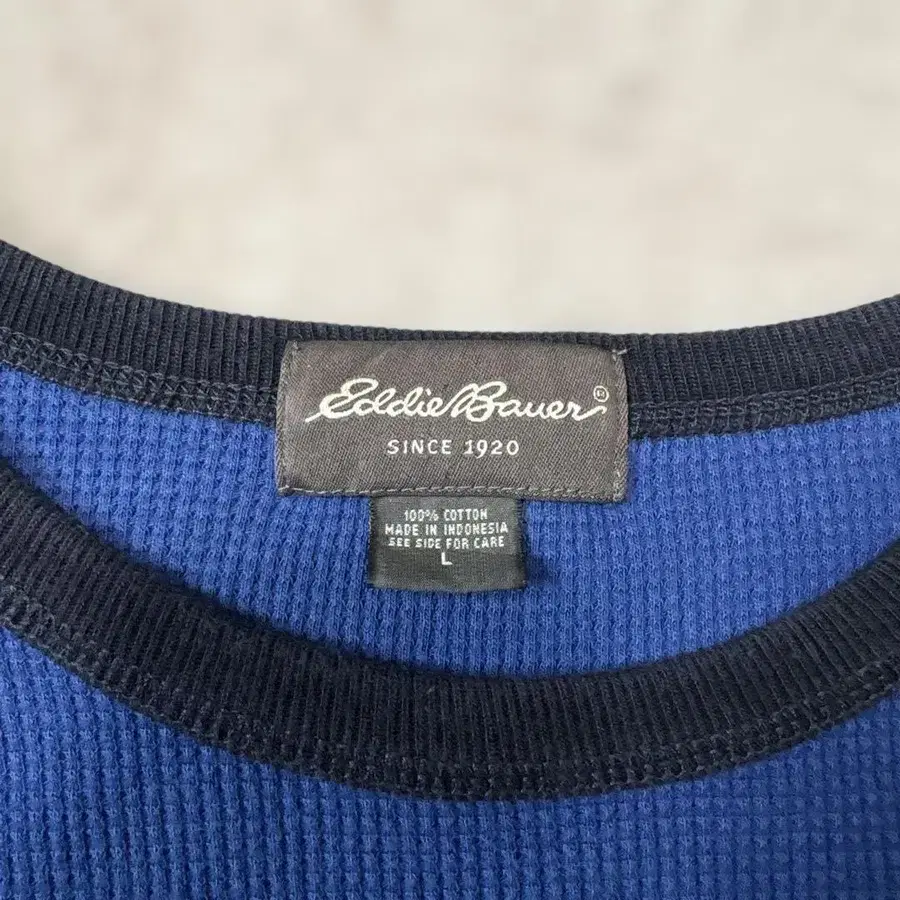 Eddie Bauer®
SINCE 1920
100% COTTON
MADE IN INDONESIA
SEE SIDE FOR CARE
L